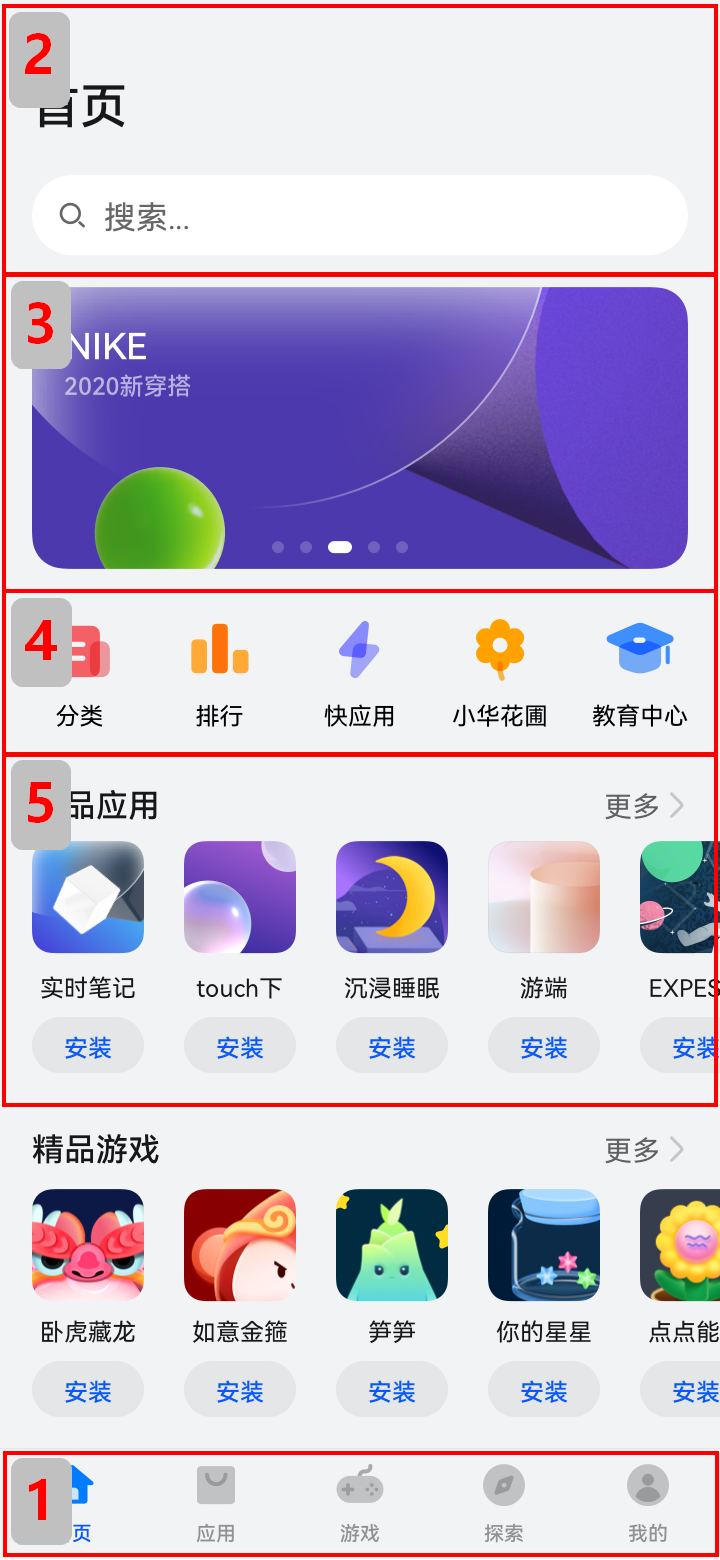 2
首页
搜索...
3
NIKE
2020新穿搭
4
分类 排行 快应用 小华花圃 教育中心
5
品应用 更多
实时笔记 touch下 沉浸睡眠 游端 EXPES
安装 安装 安装 安装 安装
精品游戏 更多
卧虎藏龙 如意金箍 笋笋 你的星星 点点能
安装 安装 安装 安装 安装
1
页 应用 游戏 探索 我的